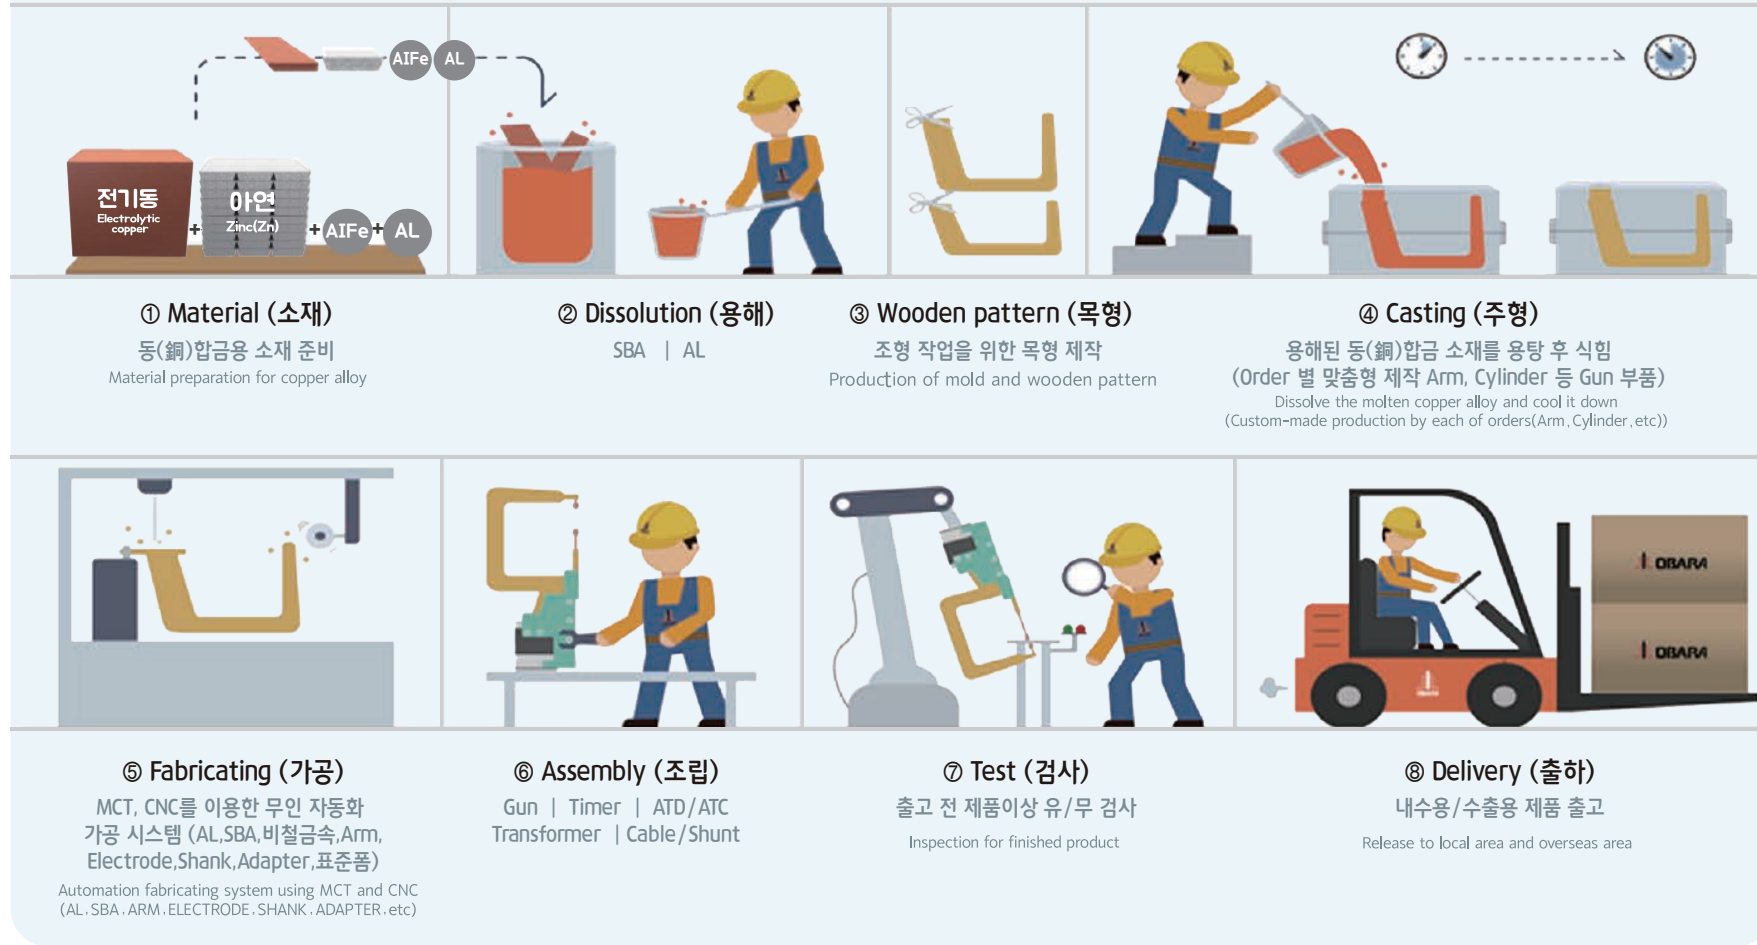 AlFe AL
전기동
Electrolytic
copper
+
아연
Zinc(Zn)
+ AlFe + AL
① Material (소재)
동(銅)합금용 소재 준비
Material preparation for copper alloy
② Dissolution (용해)
SBA | AL
③ Wooden pattern (목형)
조형 작업을 위한 목형 제작
Production of mold and wooden pattern
④ Casting (주형)
용해된 동(銅)합금 소재를 용탕 후 식힘
(Order 별 맞춤형 제작 Arm, Cylinder 등 Gun 부품)
Dissolve the molten copper alloy and cool it down
(Custom-made production by each of orders(Arm, Cylinder, etc))
OBARA
OBARA
OBARA
⑤ Fabricating (가공)
MCT, CNC를 이용한 무인 자동화
가공 시스템 (AL,SBA,비철금속,Arm,
Electrode,Shank,Adapter,표준폼)
Automation fabricating system using MCT and CNC
(AL, SBA, ARM, ELECTRODE, SHANK, ADAPTER, etc)
⑥ Assembly (조립)
Gun | Timer | ATD/ATC
Transformer | Cable/Shunt
⑦ Test (검사)
출고 전 제품이상 유/무 검사
Inspection for finished product
⑧ Delivery (출하)
내수용/수출용 제품 출고
Release to local area and overseas area